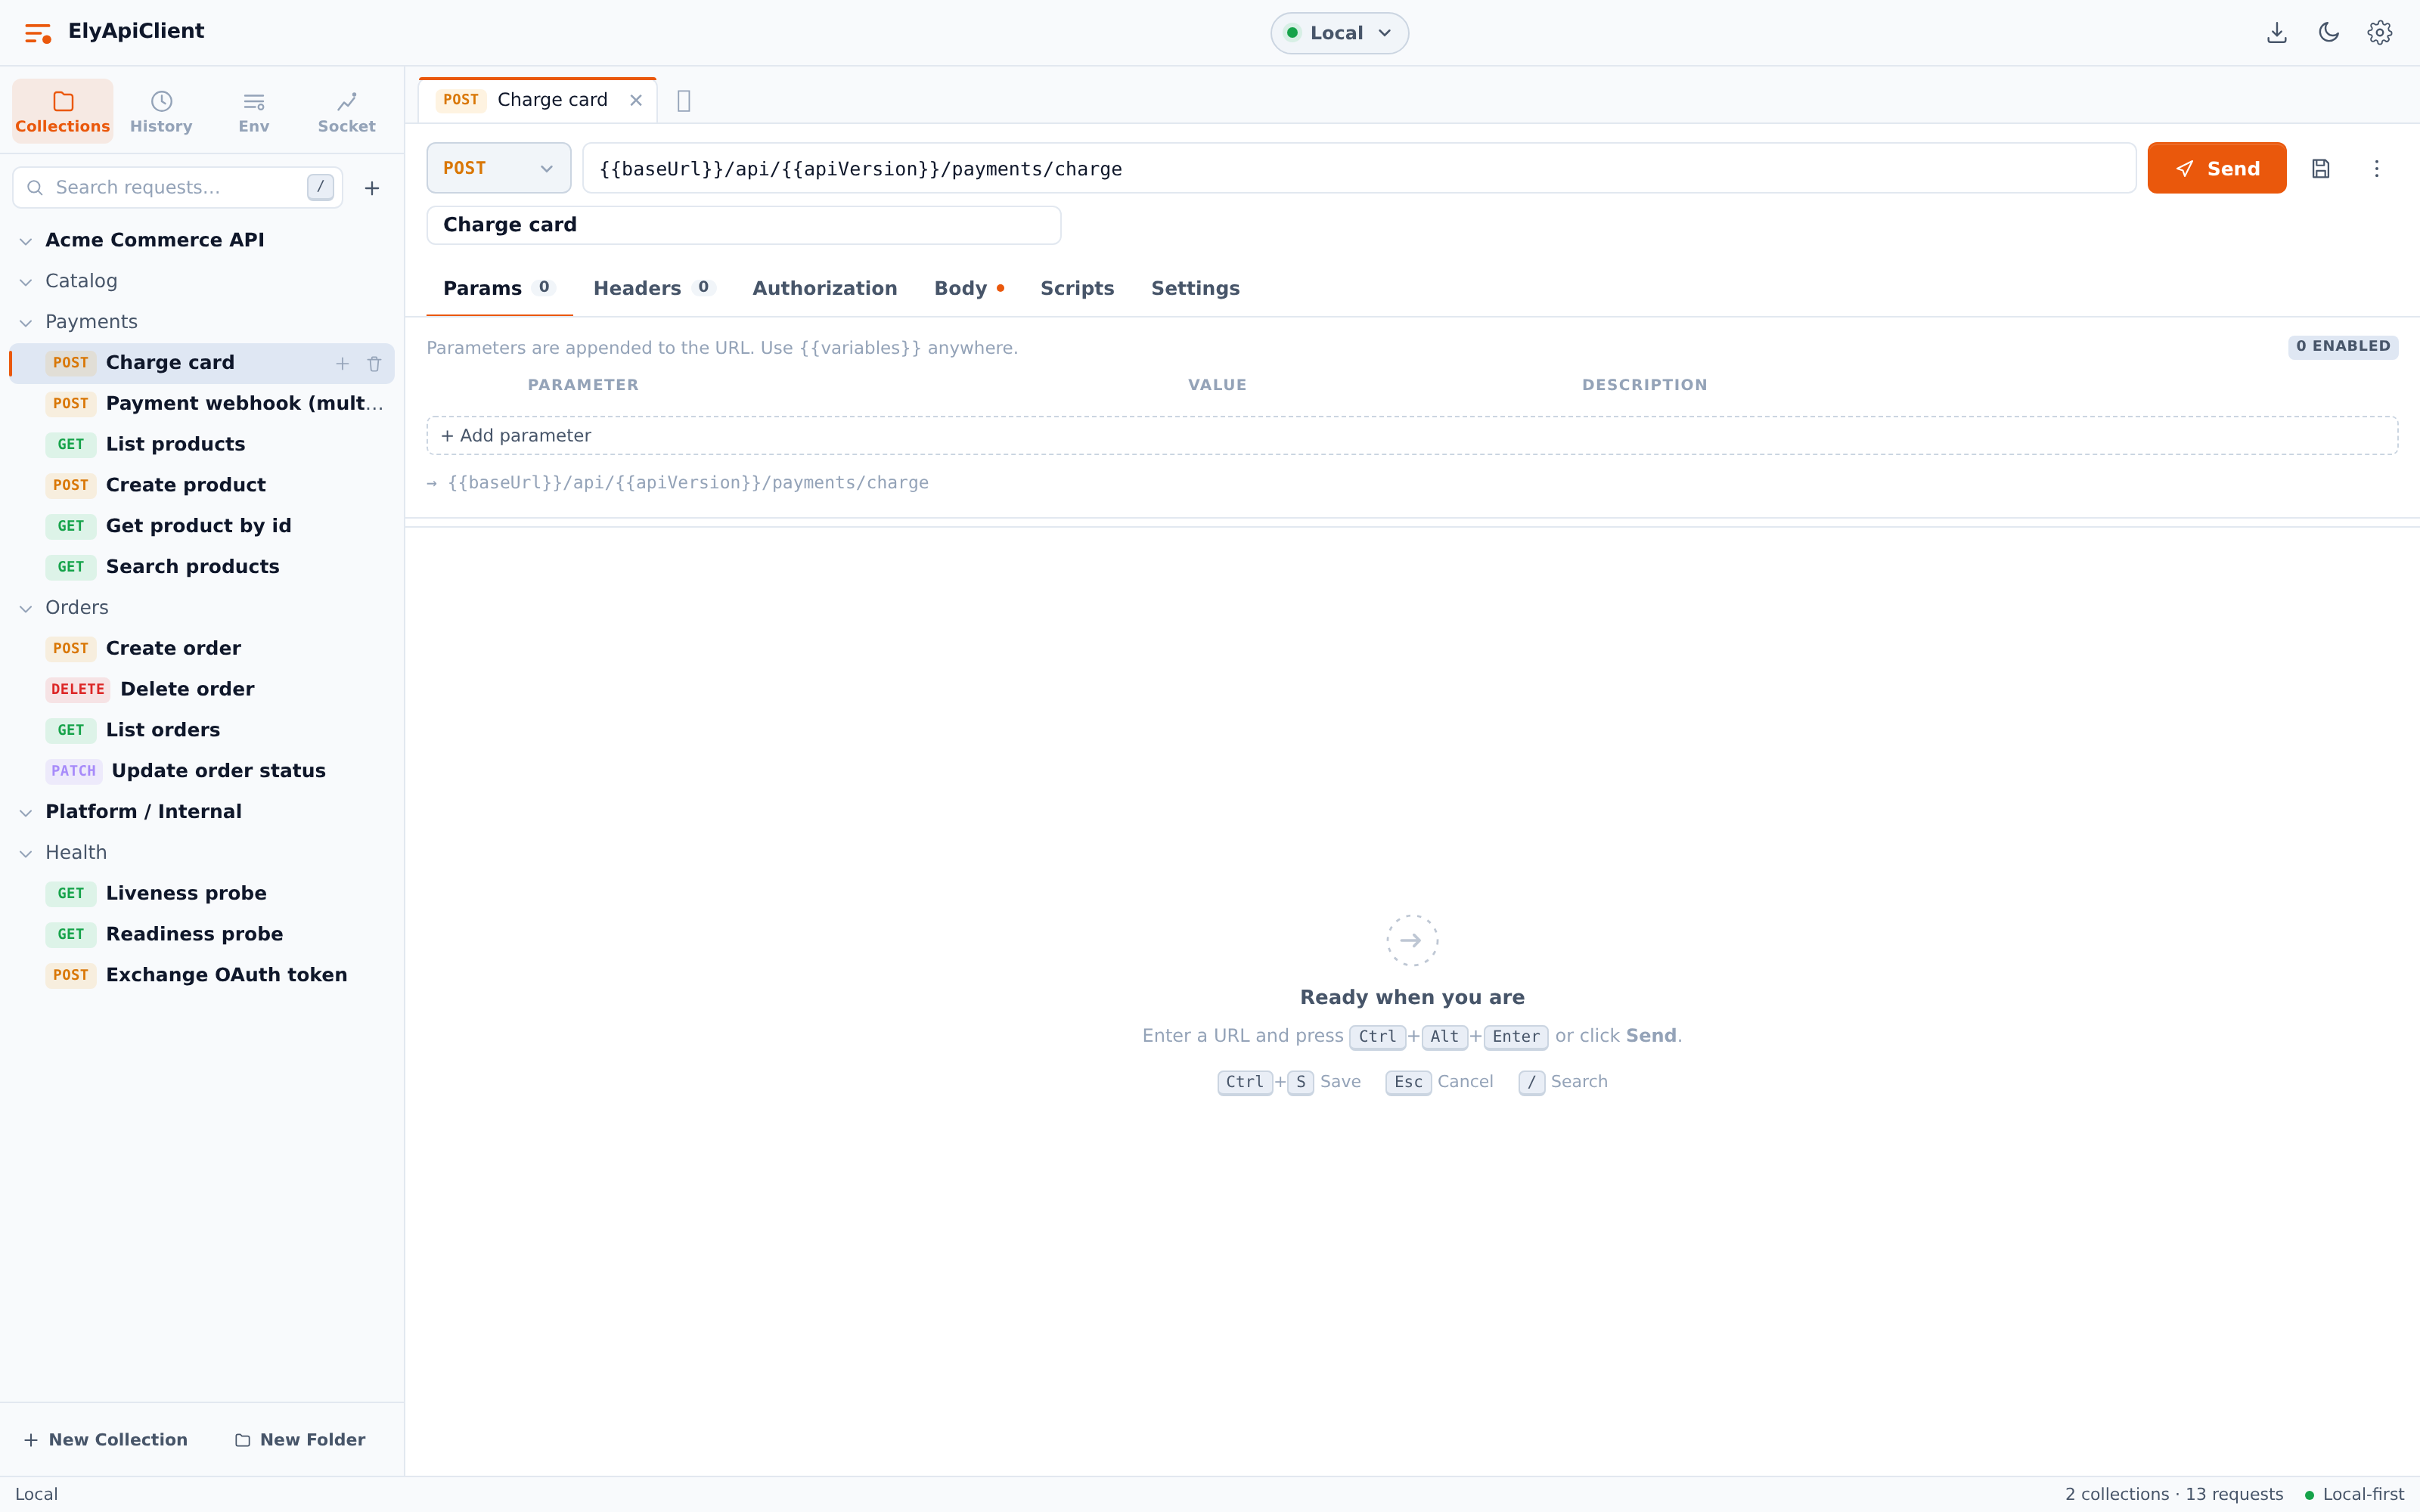 ElyApiClient
Local
Collections
History
Env
Socket
Search requests...
/
Acme Commerce API
Catalog
Payments
POST Charge card
POST Payment webhook (mult...
GET List products
POST Create product
GET Get product by id
GET Search products
Orders
POST Create order
DELETE Delete order
GET List orders
PATCH Update order status
Platform / Internal
Health
GET Liveness probe
GET Readiness probe
POST Exchange OAuth token
+ New Collection
New Folder
POST Charge card ×
POST
{{baseUrl}}/api/{{apiVersion}}/payments/charge
Send
Charge card
Params 0
Headers 0
Authorization
Body
Scripts
Settings
Parameters are appended to the URL. Use {{variables}} anywhere.
0 ENABLED
PARAMETER
VALUE
DESCRIPTION
+ Add parameter
→ {{baseUrl}}/api/{{apiVersion}}/payments/charge
Ready when you are
Enter a URL and press Ctrl+Alt+Enter or click Send.
Ctrl+S Save Esc Cancel / Search
Local
2 collections · 13 requests
Local-first